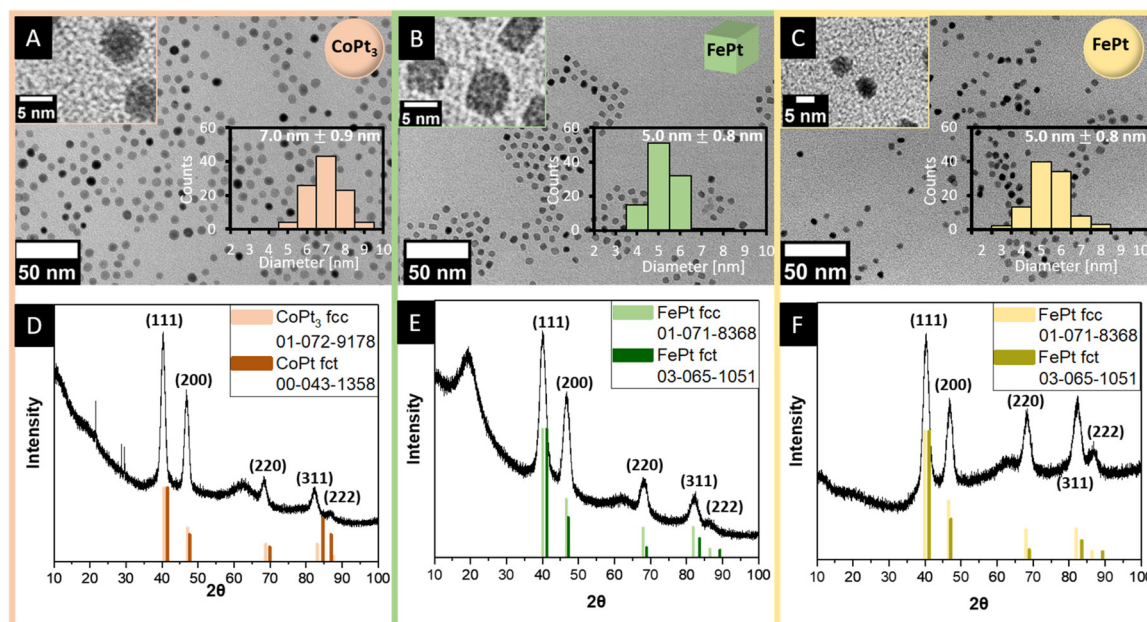 A
CoPt₃
5 nm
7.0 nm ± 0.9 nm
60
40
20
0
Counts
2 3 4 5 6 7 8 9 10
Diameter [nm]
50 nm
B
FePt
5 nm
5.0 nm ± 0.8 nm
60
40
20
0
Counts
2 3 4 5 6 7 8 9 10
Diameter [nm]
50 nm
C
FePt
5 nm
5.0 nm ± 0.8 nm
60
40
20
0
Counts
2 3 4 5 6 7 8 9 10
Diameter [nm]
50 nm
D
CoPt₃ fcc
01-072-9178
CoPt fct
00-043-1358
(111)
(200)
(220)
(311)
(222)
Intensity
10 20 30 40 50 60 70 80 90 100
2θ
E
FePt fcc
01-071-8368
FePt fct
03-065-1051
(111)
(200)
(220)
(311)
(222)
Intensity
10 20 30 40 50 60 70 80 90 100
2θ
F
FePt fcc
01-071-8368
FePt fct
03-065-1051
(111)
(200)
(220)
(222)
(311)
Intensity
10 20 30 40 50 60 70 80 90 100
2θ